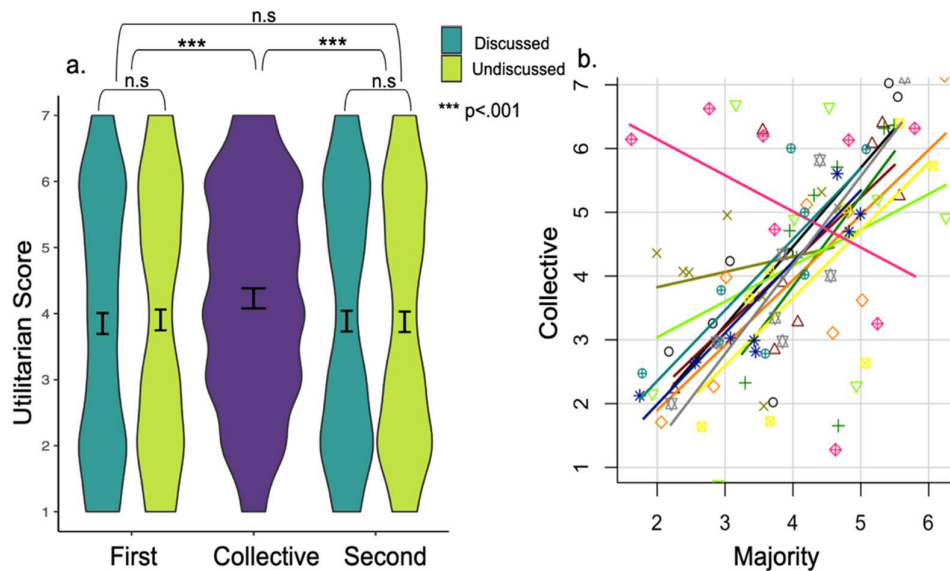 n.s
*** ***
a.
n.s n.s
Discussed
Undiscussed
*** p<.001
Utilitarian Score
7
6
5
4
3
2
1
First Collective Second
b.
Collective
7
6
5
4
3
2
1
2 3 4 5 6
Majority